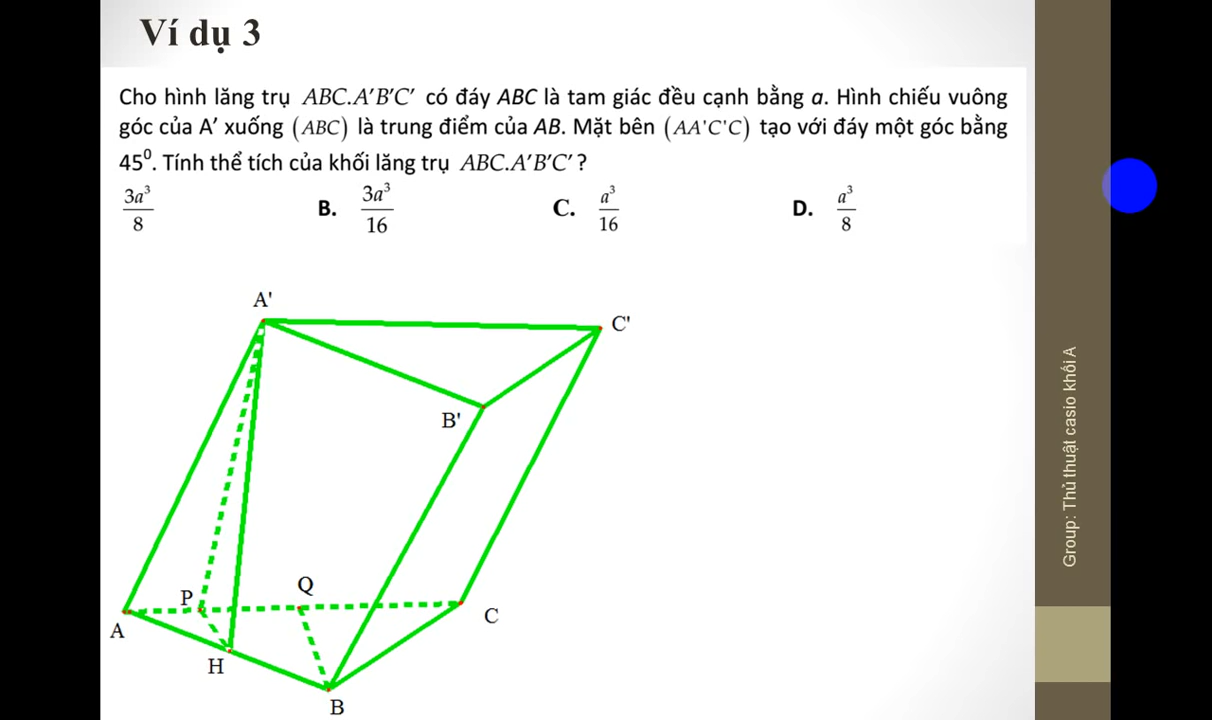 Ví dụ 3
Cho hình lăng trụ ABC.A'B'C' có đáy ABC là tam giác đều cạnh bằng a. Hình chiếu vuông
góc của A' xuống (ABC) là trung điểm của AB. Mặt bên (AA'C'C) tạo với đáy một góc bằng
45⁰. Tính thể tích của khối lăng trụ ABC.A'B'C'?
3a³/8 B. 3a³/16 C. a³/16 D. a³/8
A'
C'
B'
Q
P
A
C
H
B
Group: Thủ thuật casio khối A